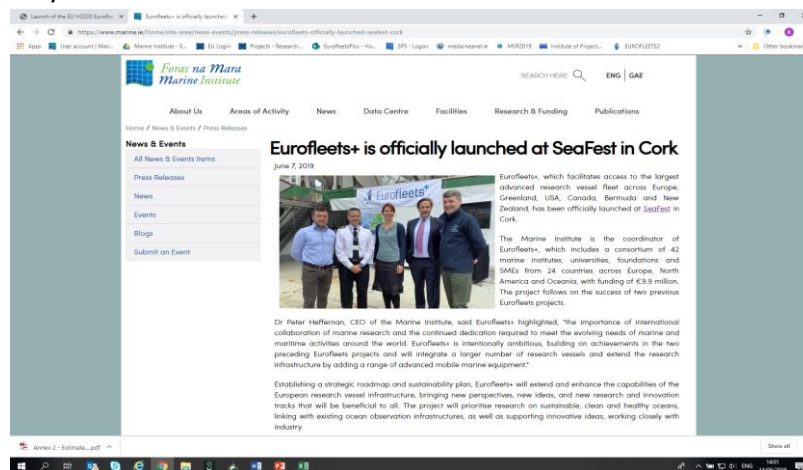 Launch of the EU H2020 Eurofle
Eurofleets+ is officially launched
https://www.marine.ie/Home/site-area/news-events/press-releases/eurofleets-officially-launched-seafest-cork
Apps User account | Mari... Marine Institute - E... EU Login Projects - Research... EurofleetsPlus - Ho... SPS - Logon media.heanet.ie MSR2019 Institute of Project... EUROFLEETS2 Other bookmarks
Foras na Mara
Marine Institute
SEARCH HERE ENG | GAE
About Us Areas of Activity News Data Centre Facilities Research & Funding Publications
Home / News & Events / Press Releases
News & Events
All News & Events Items
Press Releases
News
Events
Blogs
Submit an Event
Eurofleets+ is officially launched at SeaFest in Cork
June 7, 2019
Eurofleets+
Eurofleets+, which facilitates access to the largest
advanced research vessel fleet across Europe,
Greenland, USA, Canada, Bermuda and New
Zealand, has been officially launched at SeaFest in
Cork.
The Marine Institute is the coordinator of
Eurofleets+, which includes a consortium of 42
marine institutes, universities, foundations and
SMEs from 24 countries across Europe, North
America and Oceania, with funding of €9.9 million.
The project follows on the success of two previous
Eurofleets projects.
Dr Peter Heffernan, CEO of the Marine Institute, said Eurofleets+ highlighted, "the importance of international
collaboration of marine research and the continued dedication required to meet the evolving needs of marine and
maritime activities around the world. Eurofleets+ is intentionally ambitious, building on achievements in the two
preceding Eurofleets projects and will integrate a larger number of research vessels and extend the research
infrastructure by adding a range of advanced mobile marine equipment."
Establishing a strategic roadmap and sustainability plan, Eurofleets+ will extend and enhance the capabilities of the
European research vessel infrastructure, bringing new perspectives, new ideas, and new research and innovation
tracks that will be beneficial to all. The project will prioritise research on sustainable, clean and healthy oceans,
linking with existing ocean observation infrastructures, as well as supporting innovative ideas, working closely with
industry.
Annex 2 - Estimate....pdf Show all
ENG 14:01
14/06/2019